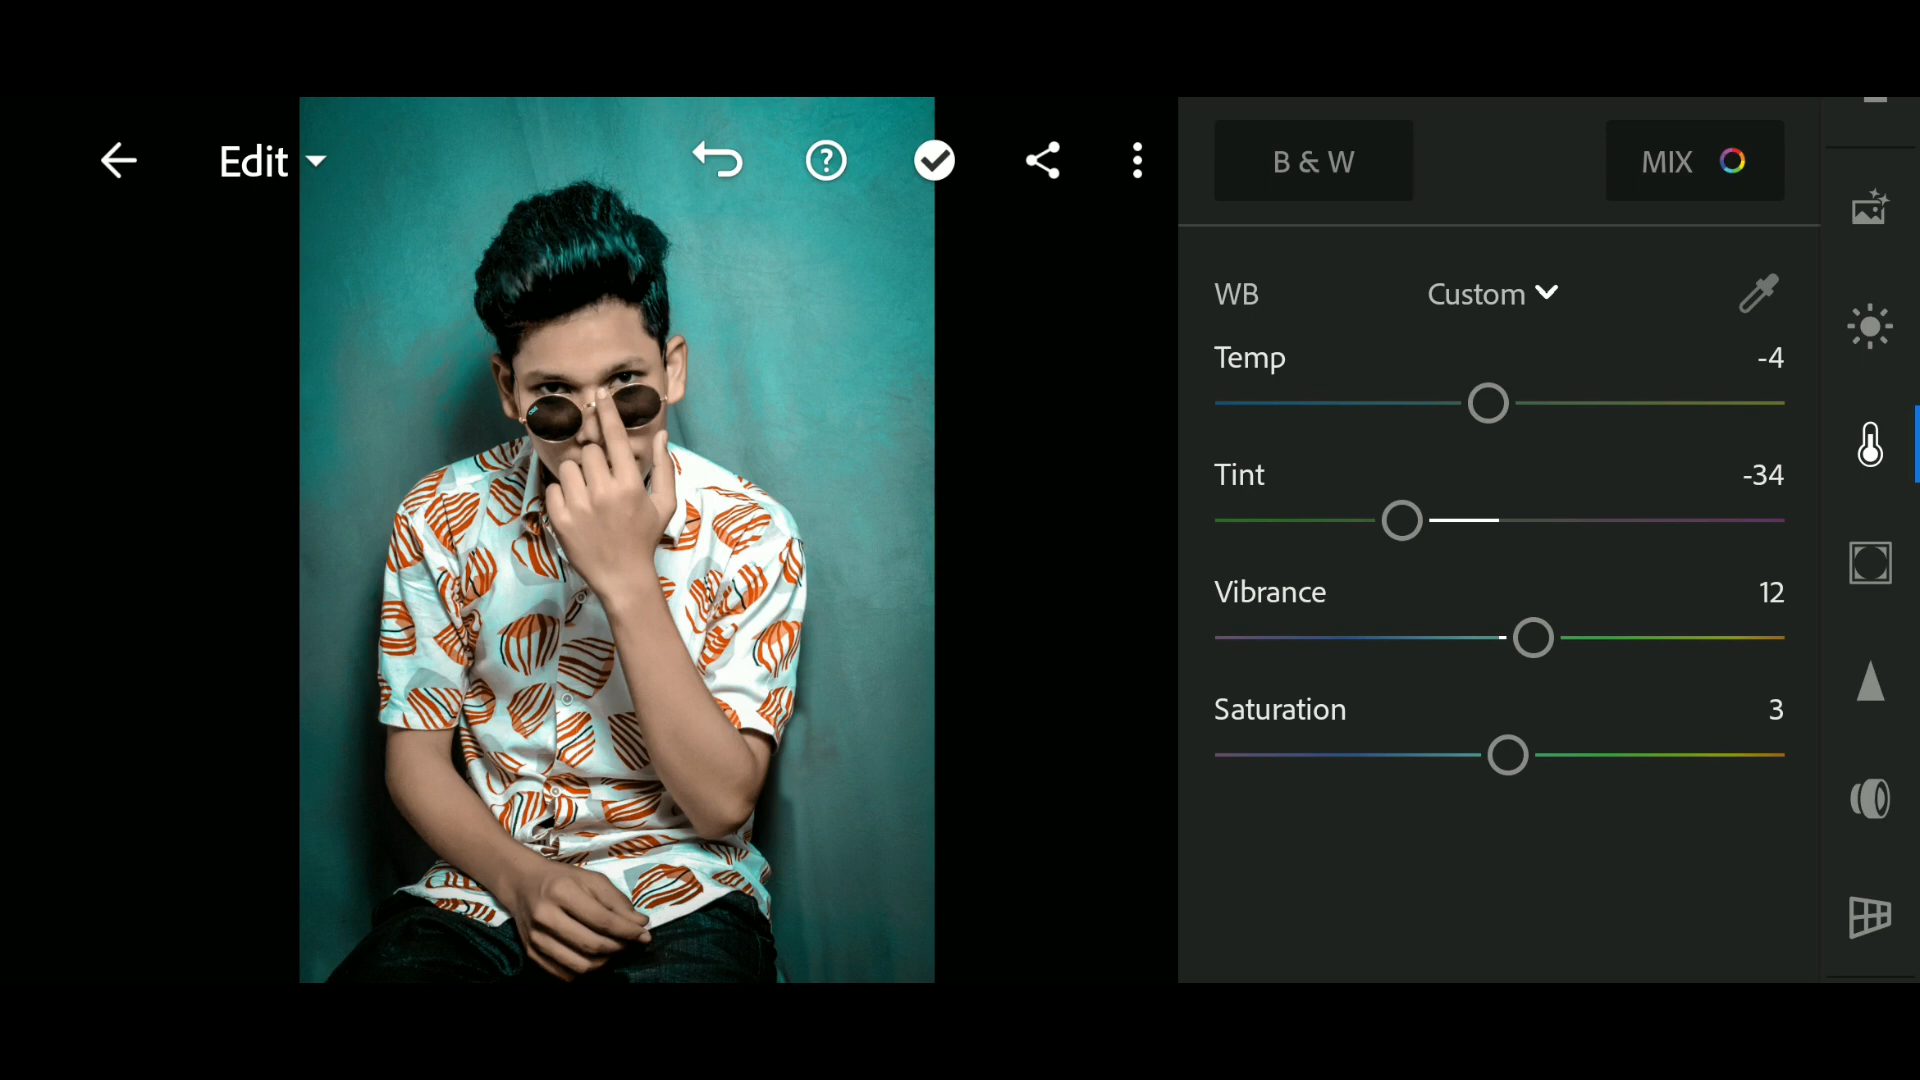 Edit
B & W
MIX
WB
Custom
Temp
-4
Tint
-34
Vibrance
12
Saturation
3